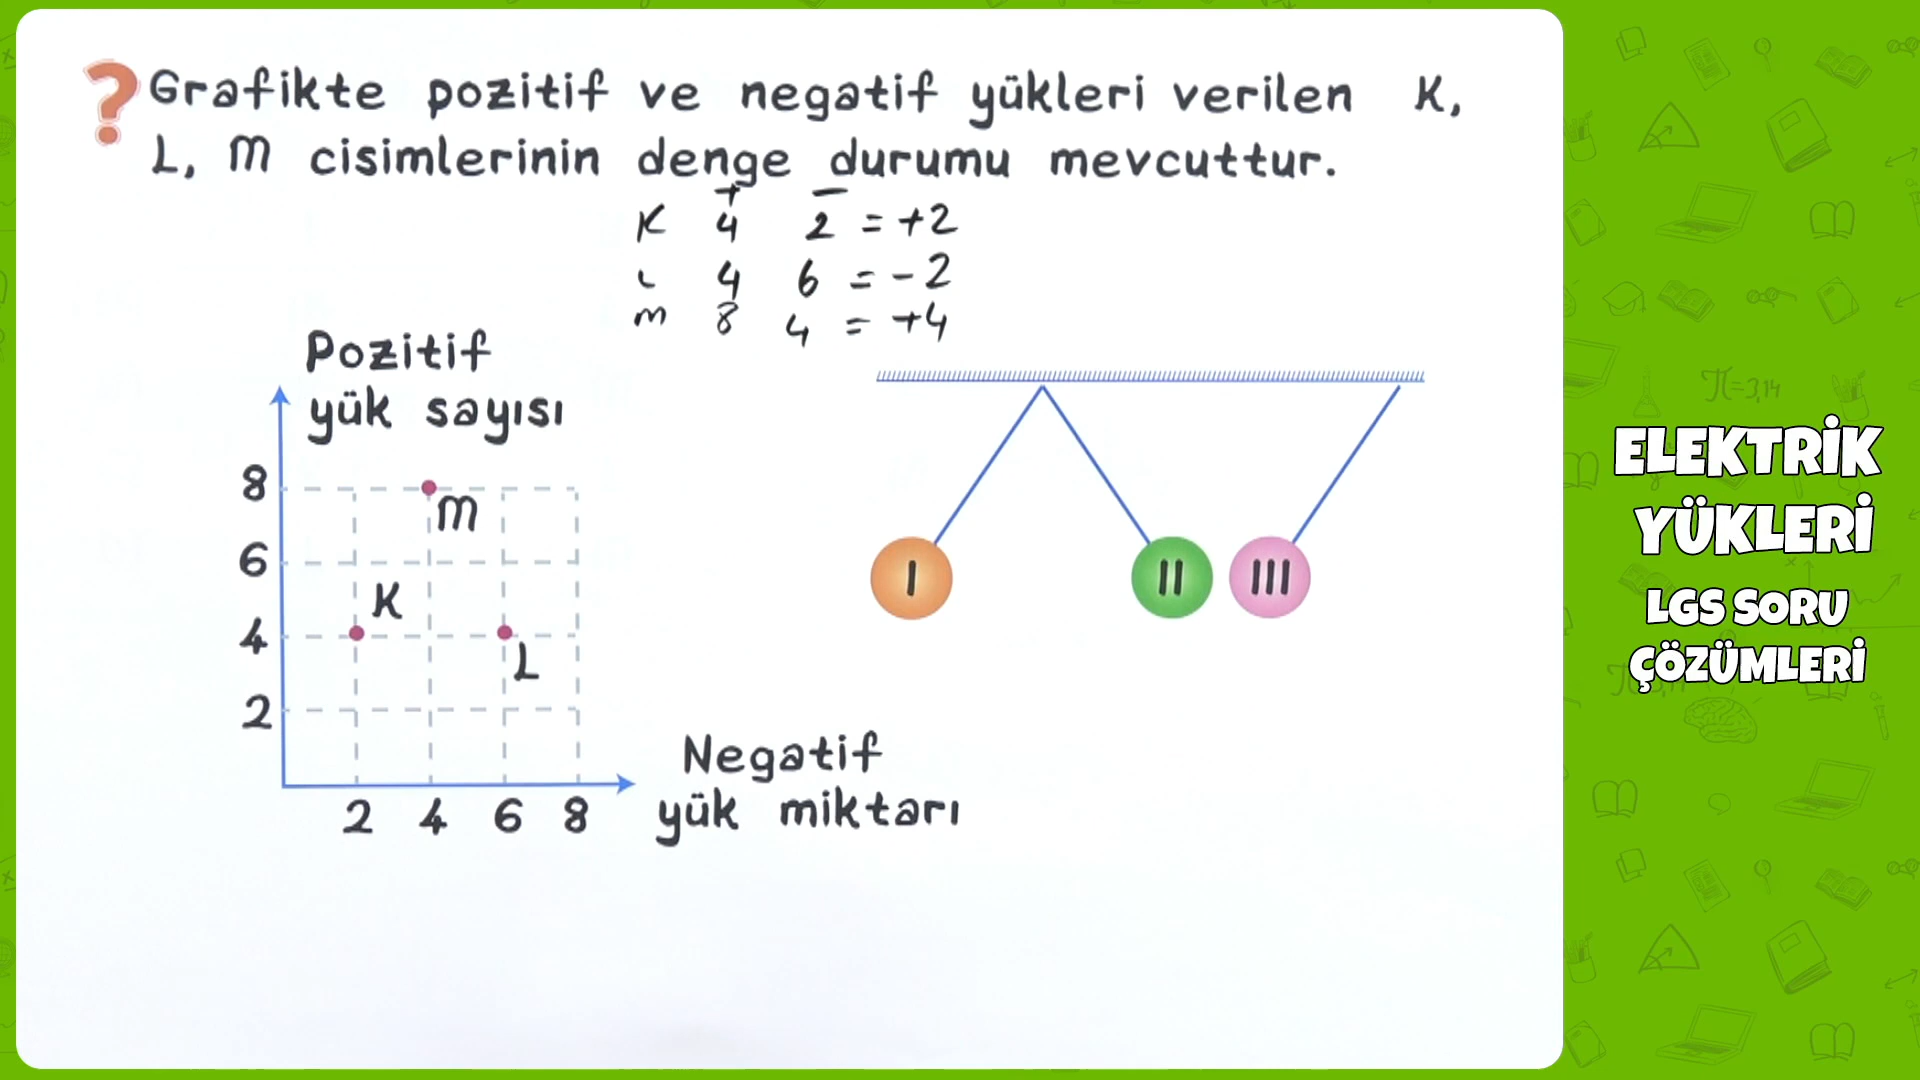 Grafikte pozitif ve negatif yükleri verilen K,
L, M cisimlerinin denge durumu mevcuttur.
+ −
K 4 2 = +2
L 4 6 = -2
m 8 4 = +4
Pozitif
yük sayısı
8
6
4
2
M
K
L
2 4 6 8
Negatif
yük miktarı
I II III
ELEKTRİK
YÜKLERİ
LGS SORU
ÇÖZÜMLERİ
π=3,14